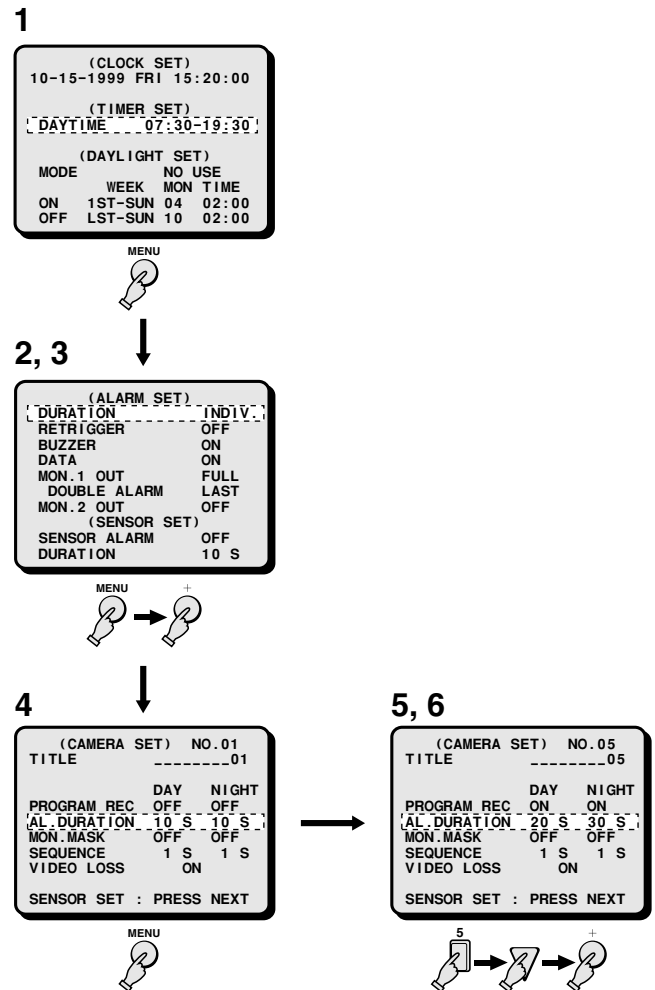 1
(CLOCK SET)
10-15-1999 FRI 15:20:00
(TIMER SET)
DAYTIME 07:30-19:30
(DAYLIGHT SET)
MODE NO USE
WEEK MON TIME
ON 1ST-SUN 04 02:00
OFF LST-SUN 10 02:00
MENU
2, 3
(ALARM SET)
DURATION INDIV.
RETRIGGER OFF
BUZZER ON
DATA ON
MON.1 OUT FULL
DOUBLE ALARM LAST
MON.2 OUT OFF
(SENSOR SET)
SENSOR ALARM OFF
DURATION 10 S
MENU +
4
(CAMERA SET) NO.01
TITLE ________01
DAY NIGHT
PROGRAM REC OFF OFF
AL.DURATION 10 S 10 S
MON.MASK OFF OFF
SEQUENCE 1 S 1 S
VIDEO LOSS ON
SENSOR SET : PRESS NEXT
MENU
5, 6
(CAMERA SET) NO.05
TITLE ________05
DAY NIGHT
PROGRAM REC ON ON
AL.DURATION 20 S 30 S
MON.MASK OFF OFF
SEQUENCE 1 S 1 S
VIDEO LOSS ON
SENSOR SET : PRESS NEXT
5 +